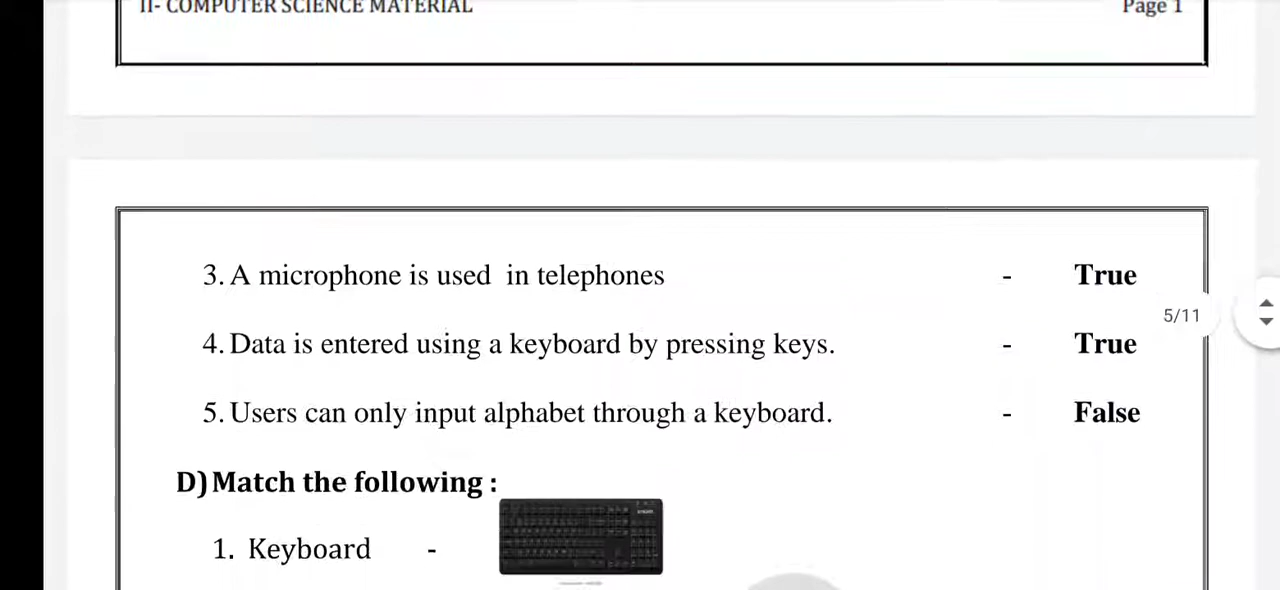 II- COMPUTER SCIENCE MATERIAL Page 1
3. A microphone is used in telephones - True
5/11
4. Data is entered using a keyboard by pressing keys. - True
5. Users can only input alphabet through a keyboard. - False
D) Match the following :
1. Keyboard -